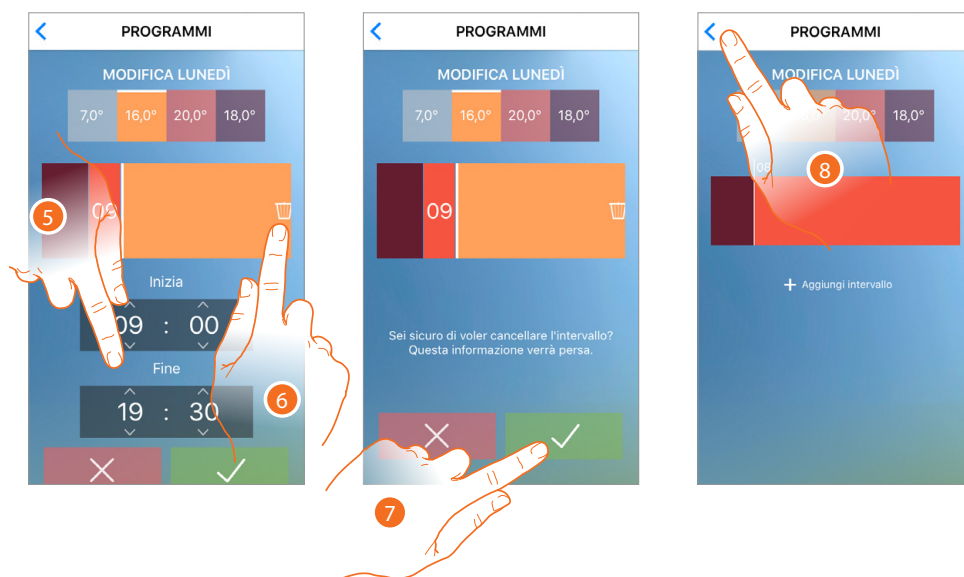 PROGRAMMI
MODIFICA LUNEDÌ
7,0° 16,0° 20,0° 18,0°
09
5
Inizia
09 : 00
Fine
19 : 30
6
PROGRAMMI
MODIFICA LUNEDÌ
7,0° 16,0° 20,0° 18,0°
09
Sei sicuro di voler cancellare l'intervallo?
Questa informazione verrà persa.
7
PROGRAMMI
MODIFICA LUNEDÌ
20,0° 18,0°
08
8
+ Aggiungi intervallo